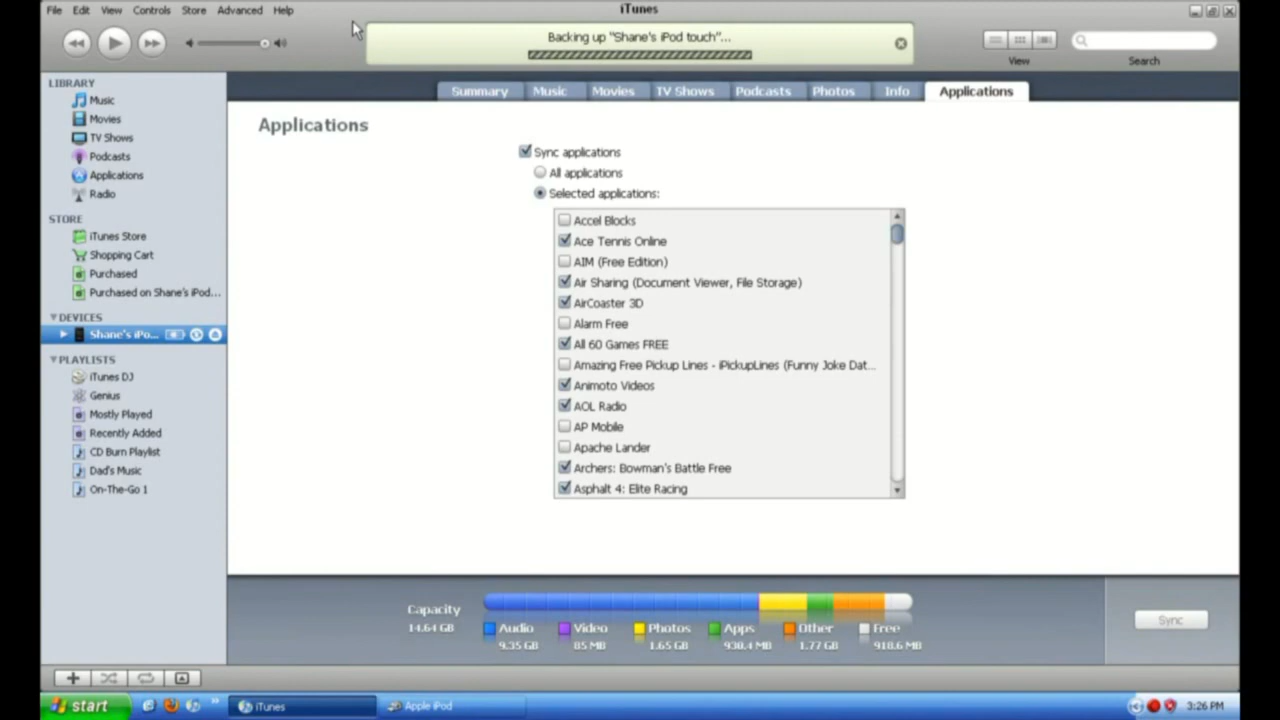 File Edit View Controls Store Advanced Help
iTunes
Backing up "Shane's iPod touch"...
View
Search
LIBRARY
Music
Movies
TV Shows
Podcasts
Applications
Radio
STORE
iTunes Store
Shopping Cart
Purchased
Purchased on Shane's iPod...
DEVICES
Shane's iPo...
PLAYLISTS
iTunes DJ
Genius
Mostly Played
Recently Added
CD Burn Playlist
Dad's Music
On-The-Go 1
Summary Music Movies TV Shows Podcasts Photos Info Applications
Applications
Sync applications
All applications
Selected applications:
Accel Blocks
Ace Tennis Online
AIM (Free Edition)
Air Sharing (Document Viewer, File Storage)
AirCoaster 3D
Alarm Free
All 60 Games FREE
Amazing Free Pickup Lines - iPickupLines (Funny Joke Dat...
Animoto Videos
AOL Radio
AP Mobile
Apache Lander
Archers: Bowman's Battle Free
Asphalt 4: Elite Racing
Capacity
14.64 GB
Audio Video Photos Apps Other Free
9.35 GB 85 MB 1.65 GB 930.4 MB 1.77 GB 918.6 MB
Sync
start iTunes Apple iPod 3:26 PM